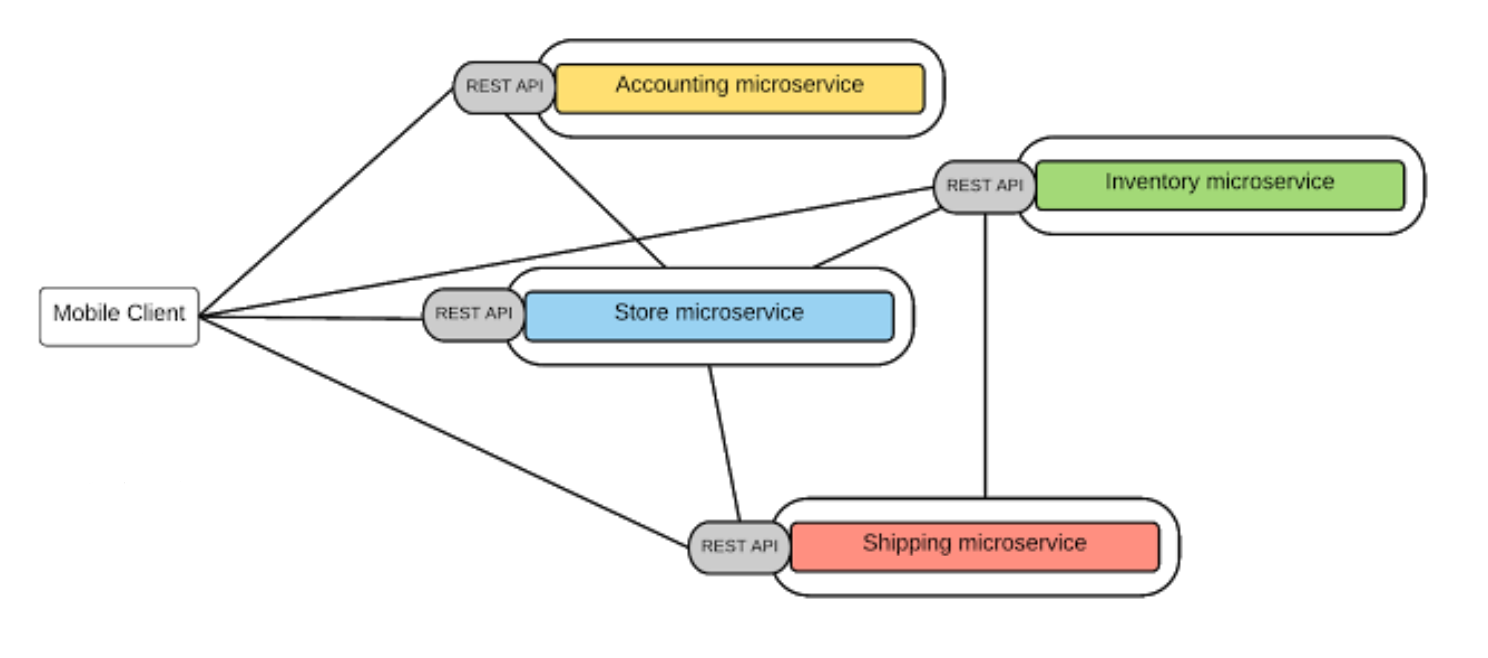 REST API
Accounting microservice
REST API
Inventory microservice
Mobile Client
REST API
Store microservice
REST API
Shipping microservice